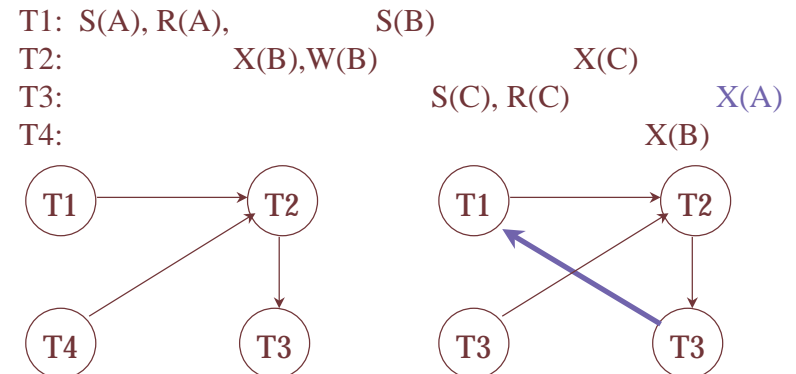 T1: S(A), R(A), S(B)
T2: X(B),W(B) X(C)
T3: S(C), R(C) X(A)
T4: X(B)
T1 T2 T1 T2
T4 T3 T3 T3